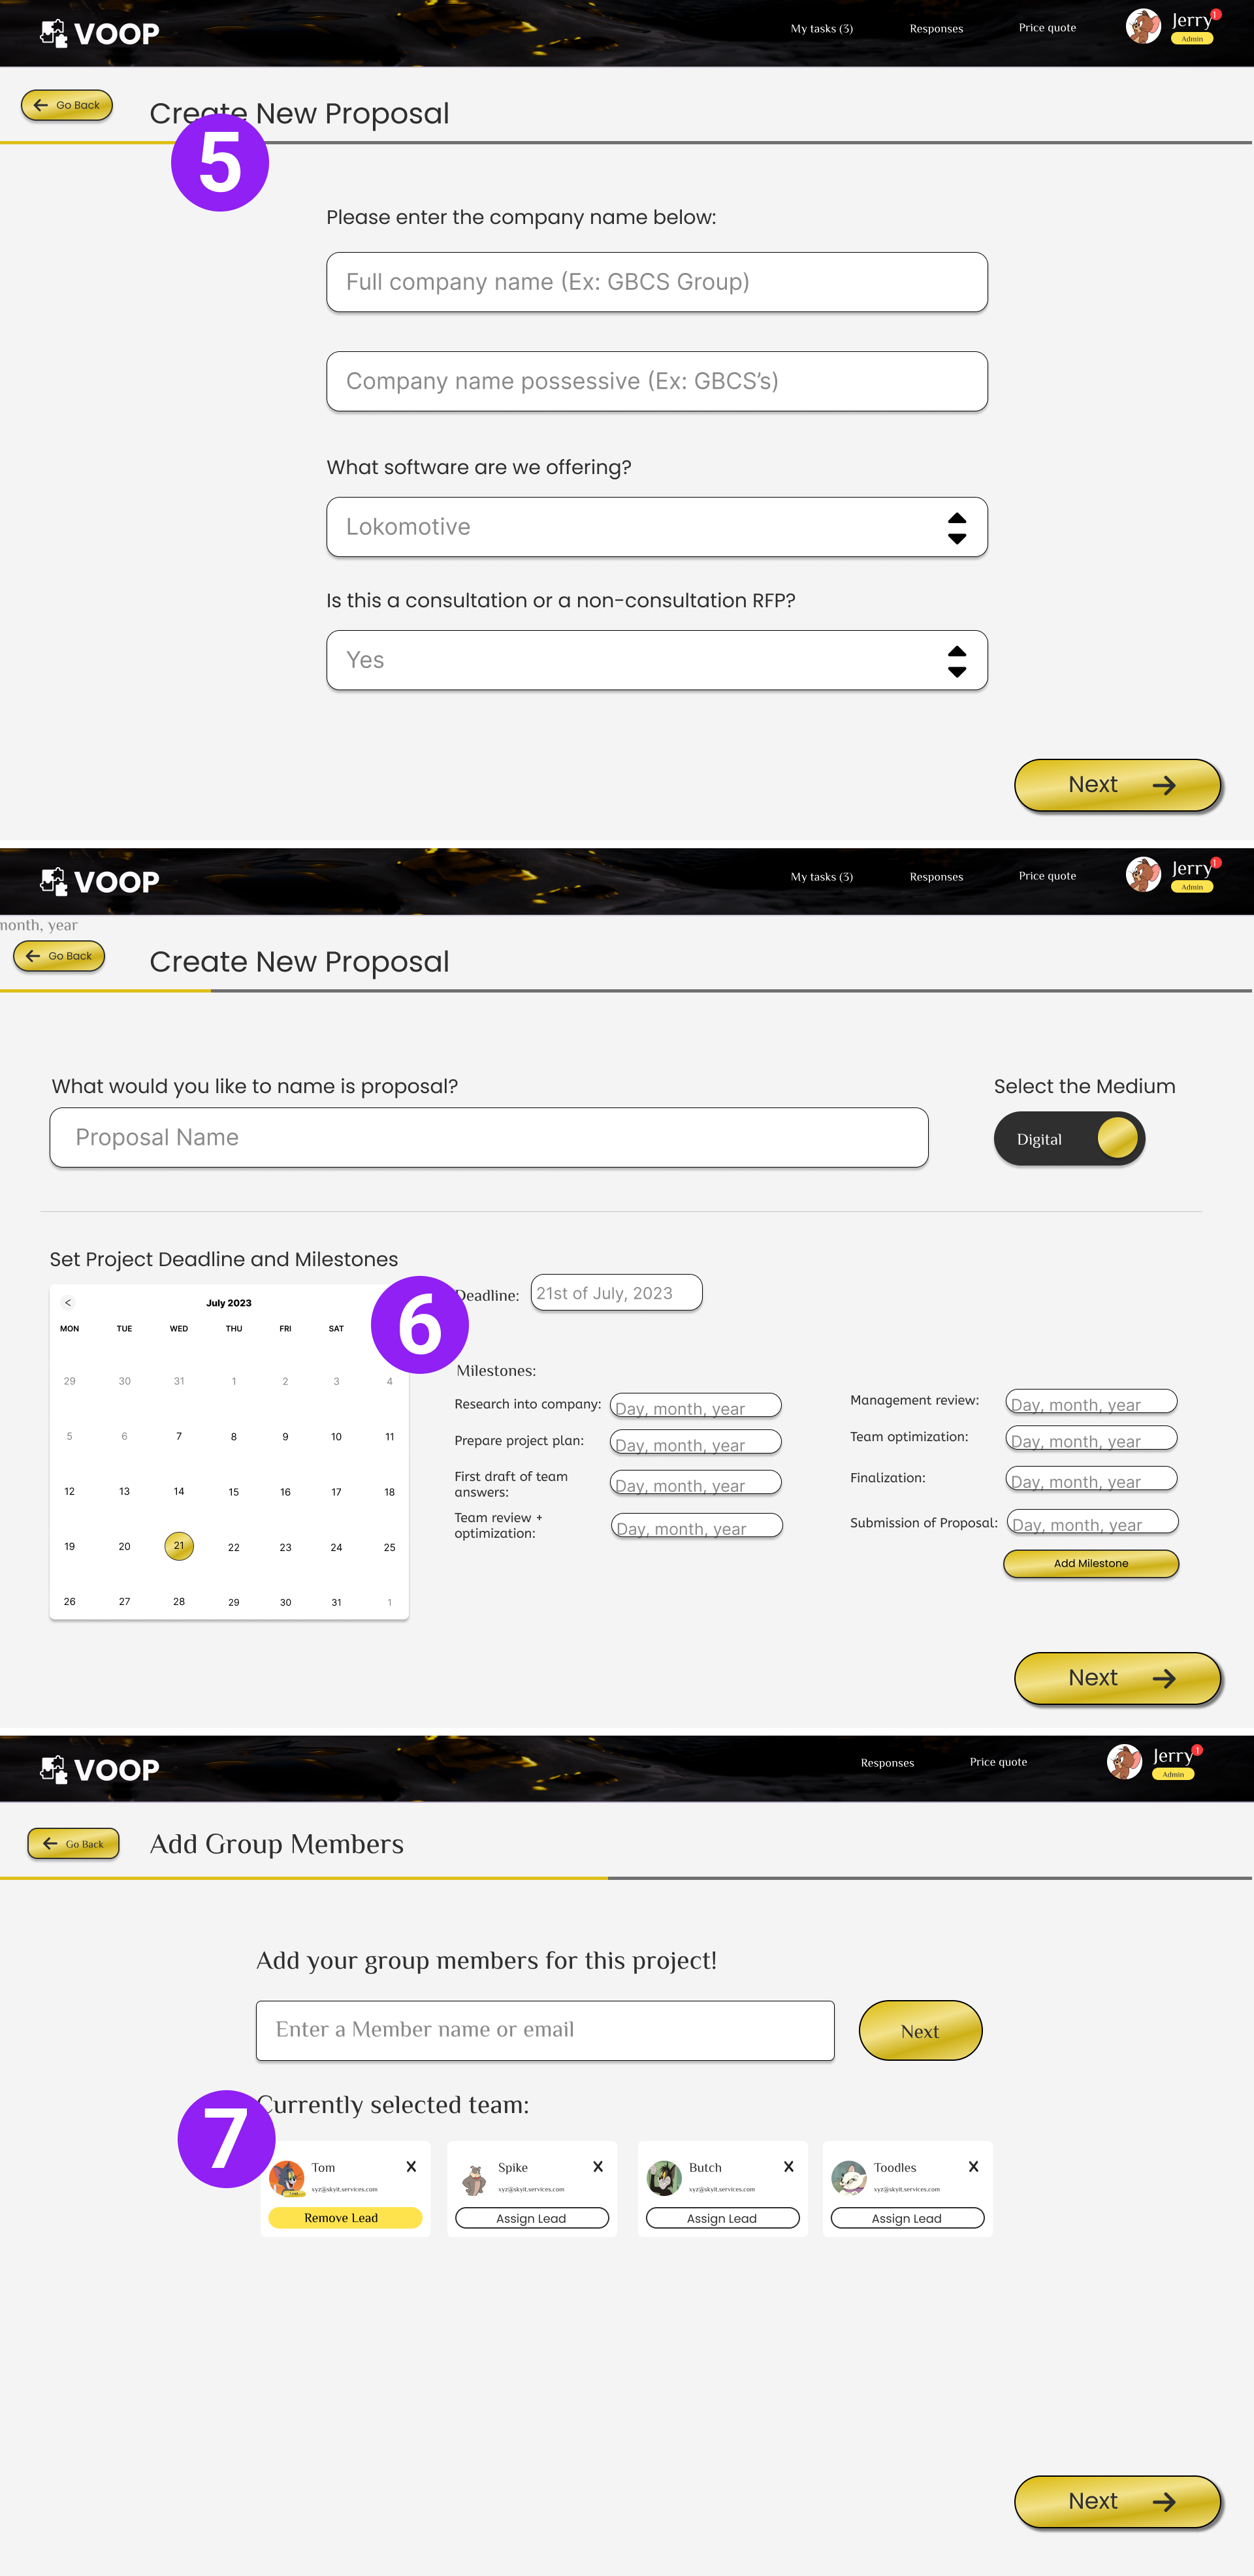 VOOP
My tasks (3) Responses Price quote Jerry 1
Admin
Go Back
Create New Proposal
5
Please enter the company name below:
Full company name (Ex: GBCS Group)
Company name possessive (Ex: GBCS’s)
What software are we offering?
Lokomotive
Is this a consultation or a non-consultation RFP?
Yes
Next
VOOP
My tasks (3) Responses Price quote Jerry 1
Admin
month, year
Go Back
Create New Proposal
What would you like to name is proposal?
Proposal Name
Select the Medium
Digital
Set Project Deadline and Milestones
< July 2023
MON TUE WED THU FRI SAT
29 30 31 1 2 3 4
5 6 7 8 9 10 11
12 13 14 15 16 17 18
19 20 21 22 23 24 25
26 27 28 29 30 31 1
6
Deadline: 21st of July, 2023
Milestones:
Research into company: Day, month, year
Prepare project plan: Day, month, year
First draft of team
answers: Day, month, year
Team review +
optimization: Day, month, year
Management review: Day, month, year
Team optimization: Day, month, year
Finalization: Day, month, year
Submission of Proposal: Day, month, year
Add Milestone
Next
VOOP
Responses Price quote Jerry 1
Admin
Go Back
Add Group Members
Add your group members for this project!
Enter a Member name or email
Next
7
Currently selected team:
Tom X
xyz@skyit.services.com
Lead
Remove Lead
Spike X
xyz@skyit.services.com
Assign Lead
Butch X
xyz@skyit.services.com
Assign Lead
Toodles X
xyz@skyit.services.com
Assign Lead
Next